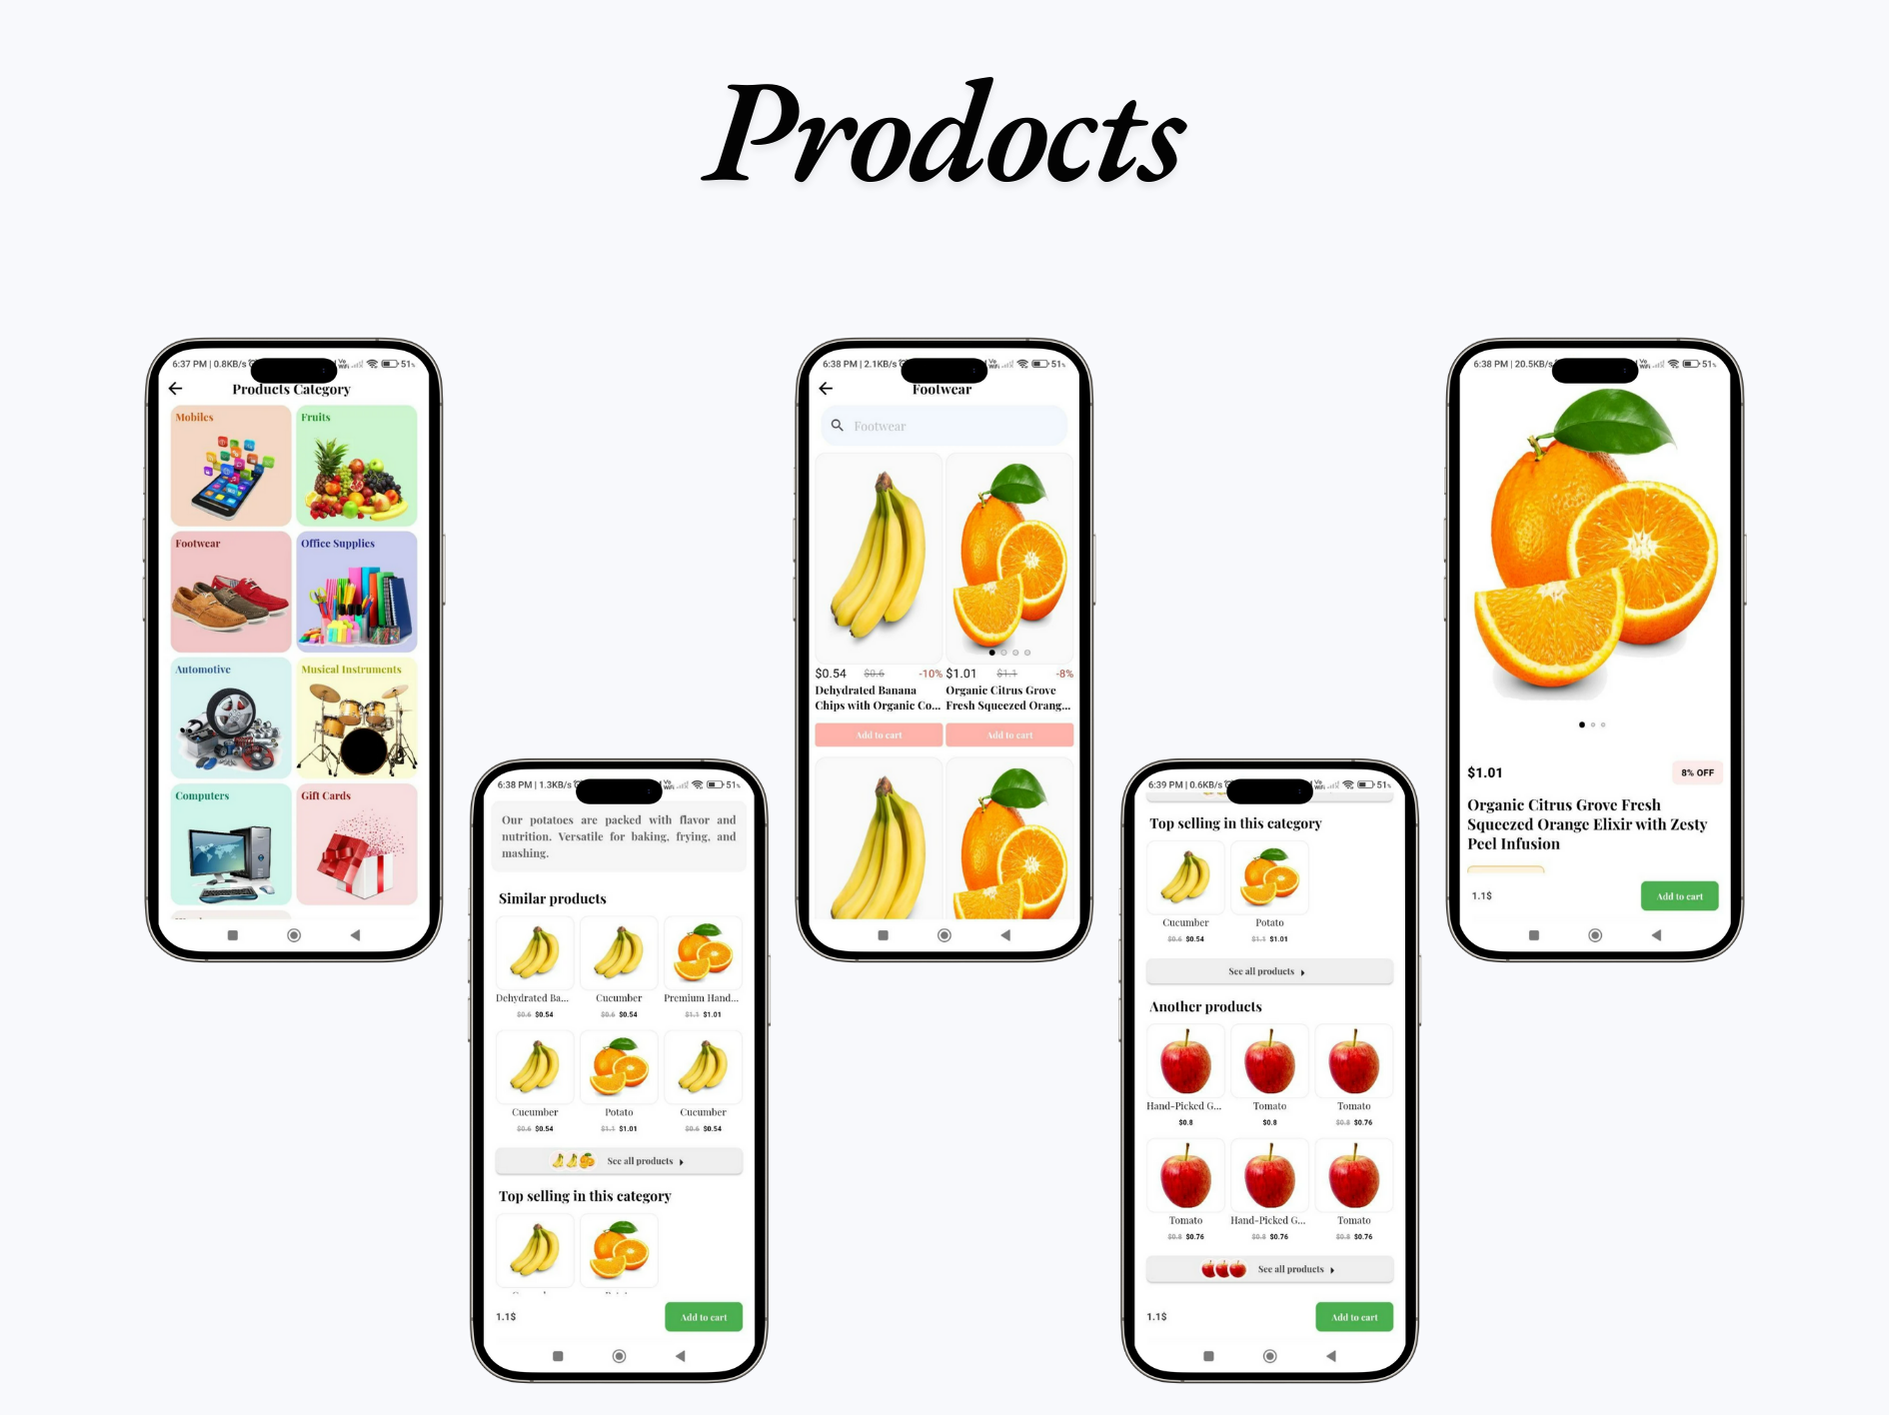 Prodocts
6:37 PM | 0.8KB/s
51
Products Category
Mobiles
Fruits
Footwear
Office Supplies
Automotive
Musical Instruments
Computers
Gift Cards
6:38 PM | 1.3KB/s
51
Our potatoes are packed with flavor and
nutrition. Versatile for baking, frying, and
mashing.
Similar products
Dehydrated Ba...
Cucumber
Premium Hand...
$0.6 $0.54
$0.6 $0.54
$1.1 $1.01
Cucumber
Potato
Cucumber
$0.6 $0.54
$1.1 $1.01
$0.6 $0.54
See all products
Top selling in this category
1.1$
Add to cart
6:38 PM | 2.1KB/s
51
Footwear
Footwear
$0.54 $0.6 -10%
Dehydrated Banana
Chips with Organic Co...
Add to cart
$1.01 $1.1 -8%
Organic Citrus Grove
Fresh Squeezed Orang...
Add to cart
6:39 PM | 0.6KB/s
51
Top selling in this category
Cucumber
Potato
$0.6 $0.54
$1.1 $1.01
See all products
Another products
Hand-Picked G...
Tomato
Tomato
$0.8
$0.8
$0.8 $0.76
Tomato
Hand-Picked G...
Tomato
$0.8 $0.76
$0.8 $0.76
$0.8 $0.76
See all products
1.1$
Add to cart
6:38 PM | 20.5KB/s
51
$1.01
8% OFF
Organic Citrus Grove Fresh
Squeezed Orange Elixir with Zesty
Peel Infusion
1.1$
Add to cart